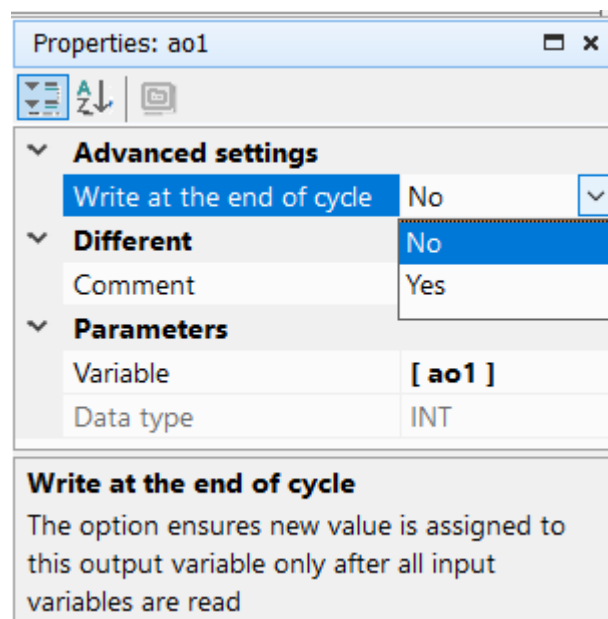 Properties: ao1
Advanced settings
Write at the end of cycle No
Different No
Comment Yes
Parameters
Variable [ ao1 ]
Data type INT
Write at the end of cycle
The option ensures new value is assigned to
this output variable only after all input
variables are read